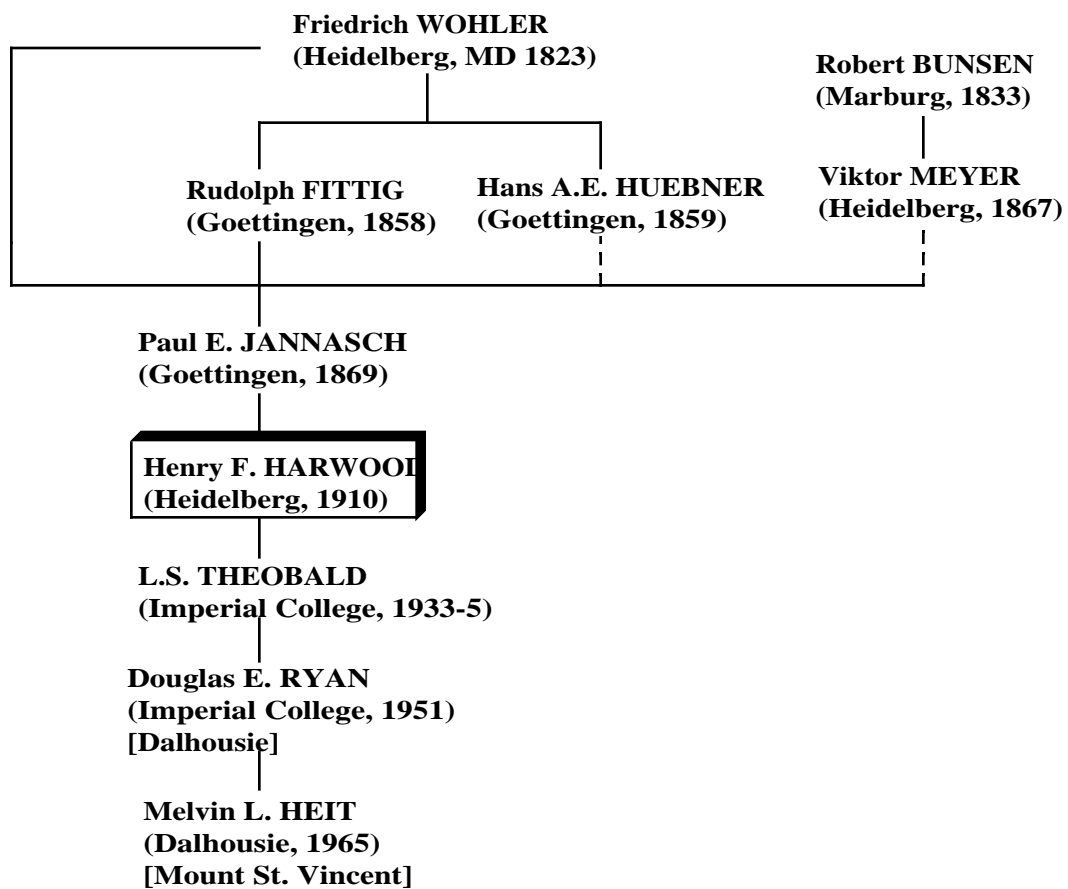 Friedrich WOHLER
(Heidelberg, MD 1823)
Robert BUNSEN
(Marburg, 1833)
Rudolph FITTIG
(Goettingen, 1858)
Hans A.E. HUEBNER
(Goettingen, 1859)
Viktor MEYER
(Heidelberg, 1867)
Paul E. JANNASCH
(Goettingen, 1869)
Henry F. HARWOOD
(Heidelberg, 1910)
L.S. THEOBALD
(Imperial College, 1933-5)
Douglas E. RYAN
(Imperial College, 1951)
[Dalhousie]
Melvin L. HEIT
(Dalhousie, 1965)
[Mount St. Vincent]